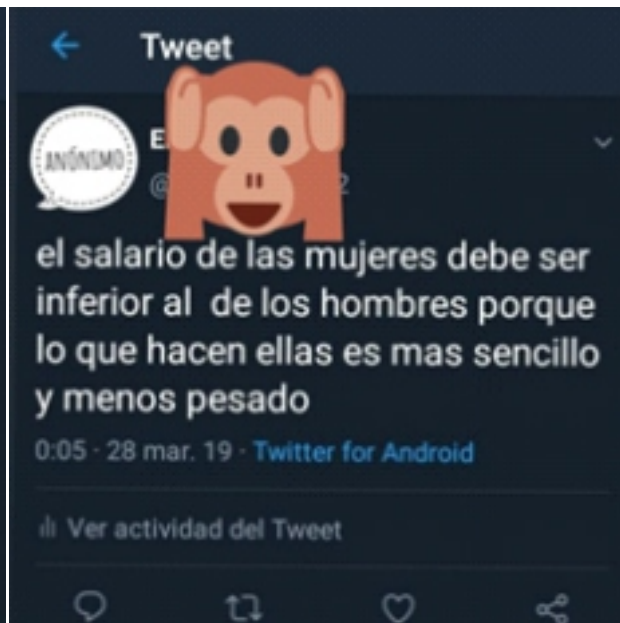 Tweet
ANÓNIMO
E
@ 2
el salario de las mujeres debe ser
inferior al de los hombres porque
lo que hacen ellas es mas sencillo
y menos pesado
0:05 · 28 mar. 19 · Twitter for Android
Ver actividad del Tweet